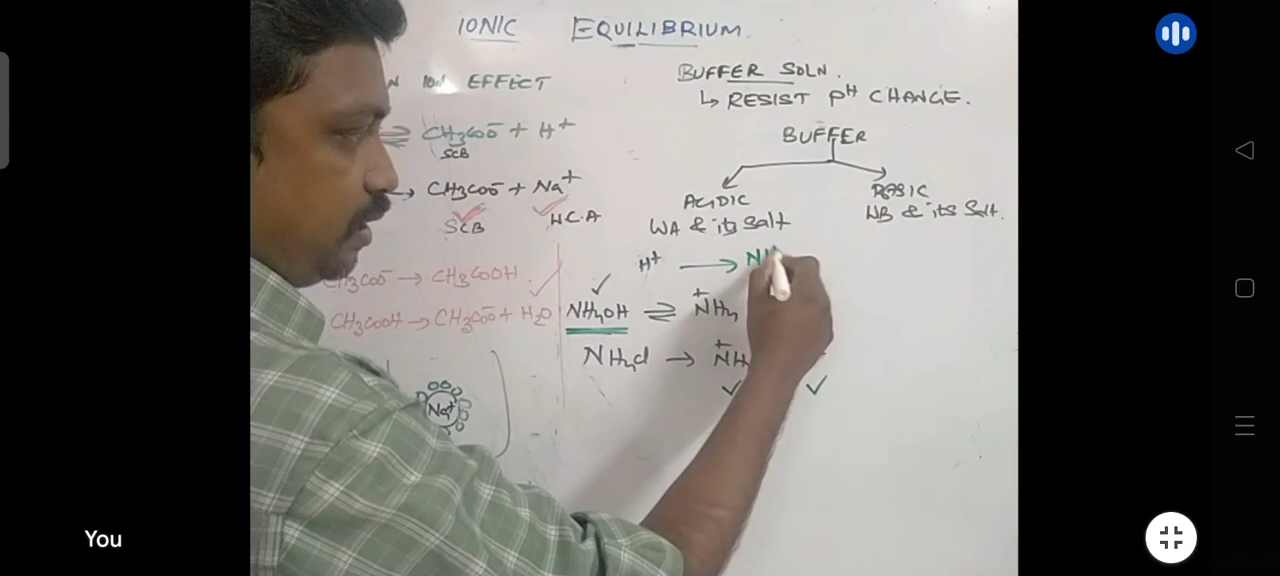 IONIC EQUILIBRIUM.
ION EFFECT
⇌ CH3COO⁻ + H⁺
SCB
→ CH3COO⁻ + Na⁺
SCB W.C.A
CH3COO⁻ → CH3COOH
CH3COOH → CH3COO⁻ + H2O
Na⁺
BUFFER SOLN.
↳ RESIST pH CHANGE.
BUFFER
ACIDIC
WA & its Salt
BASIC
WB & its Salt.
H⁺ →
NH4OH ⇌ ⁺NH4
NH4Cl →
You